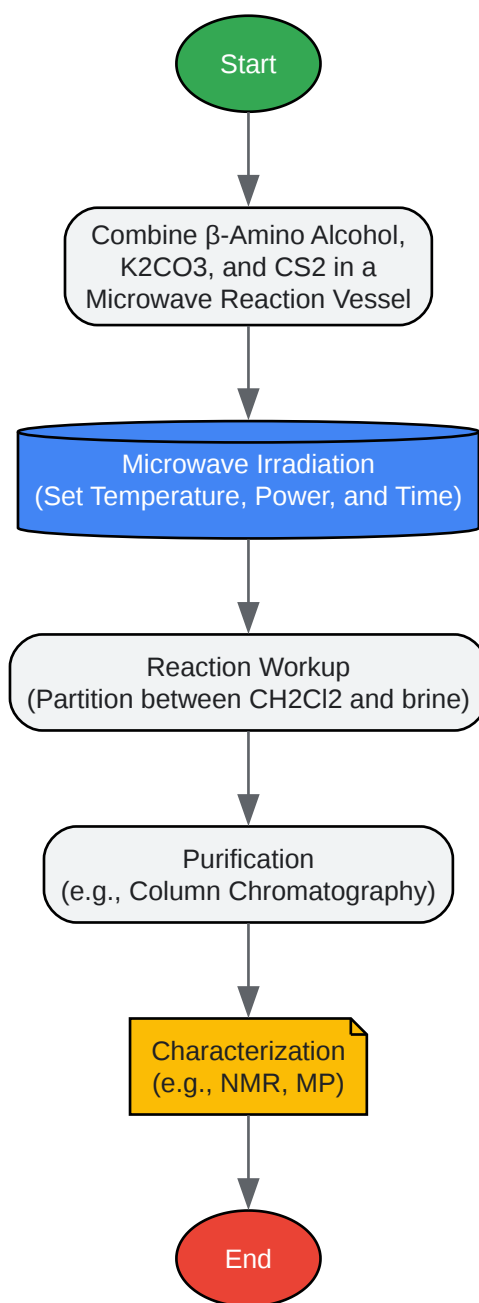 Start
Combine β-Amino Alcohol,
K2CO3, and CS2 in a
Microwave Reaction Vessel
Microwave Irradiation
(Set Temperature, Power, and Time)
Reaction Workup
(Partition between CH2Cl2 and brine)
Purification
(e.g., Column Chromatography)
Characterization
(e.g., NMR, MP)
End